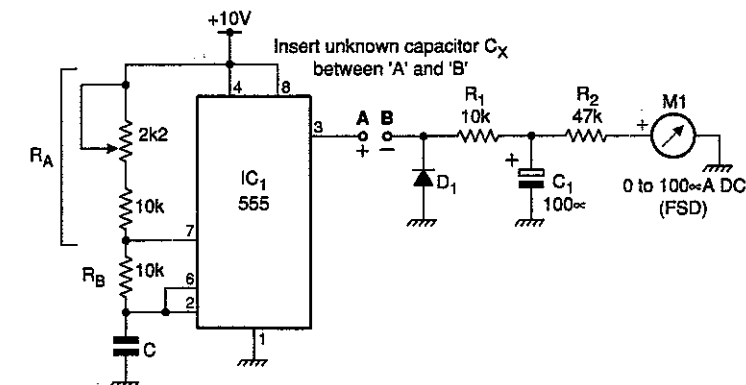 +10V
Insert unknown capacitor CX
between 'A' and 'B'
4
8
RA
2k2
10k
7
RB
10k
6
2
C
IC1
555
1
3
A B
+ −
D1
R1
10k
+
C1
100∝
R2
47k
+
M1
0 to 100∝A DC
(FSD)